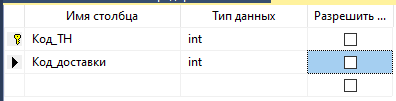 Имя столбца Тип данных Разрешить ...
Код_ТН int
Код_доставки int